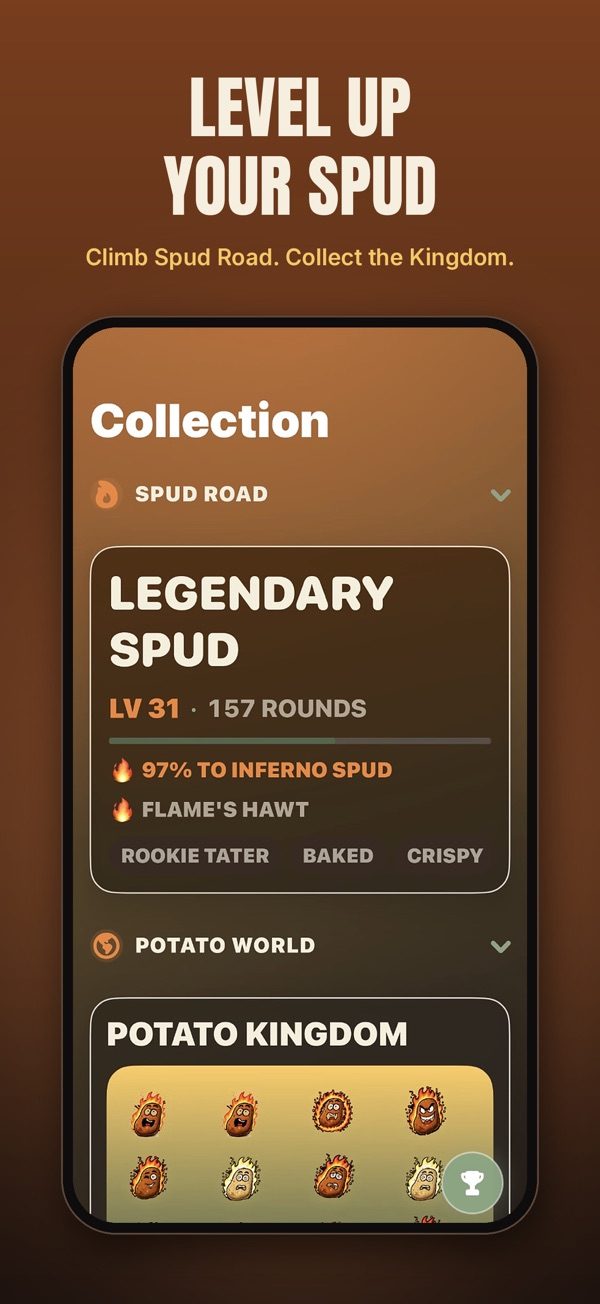 LEVEL UP
YOUR SPUD
Climb Spud Road. Collect the Kingdom.
Collection
SPUD ROAD
LEGENDARY
SPUD
LV 31 · 157 ROUNDS
🔥 97% TO INFERNO SPUD
🔥 FLAME'S HAWT
ROOKIE TATER BAKED CRISPY
POTATO WORLD
POTATO KINGDOM